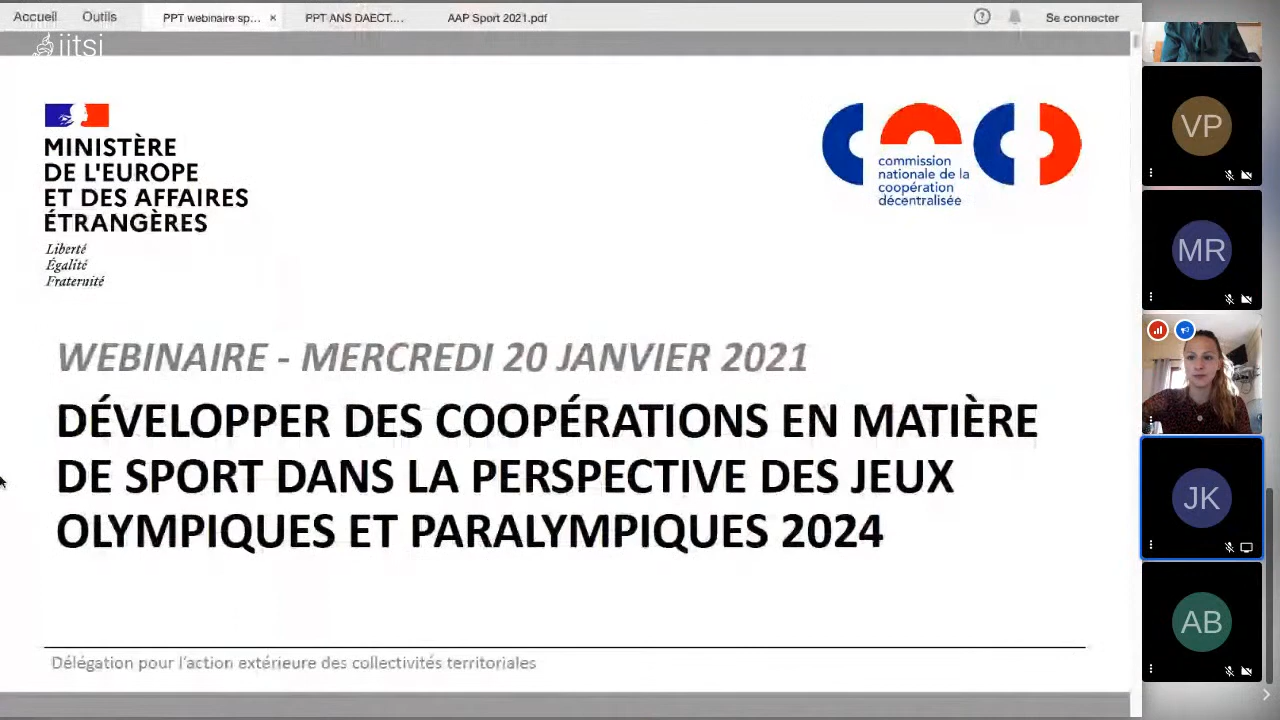 Accueil Outils PPT webinaire sp... × PPT ANS DAECT.... AAP Sport 2021.pdf ? Se connecter
jitsi
MINISTÈRE
DE L'EUROPE
ET DES AFFAIRES
ÉTRANGÈRES
Liberté
Égalité
Fraternité
commission
nationale de la
coopération
décentralisée
WEBINAIRE - MERCREDI 20 JANVIER 2021
DÉVELOPPER DES COOPÉRATIONS EN MATIÈRE
DE SPORT DANS LA PERSPECTIVE DES JEUX
OLYMPIQUES ET PARALYMPIQUES 2024
Délégation pour l'action extérieure des collectivités territoriales
VP
MR
JK
AB